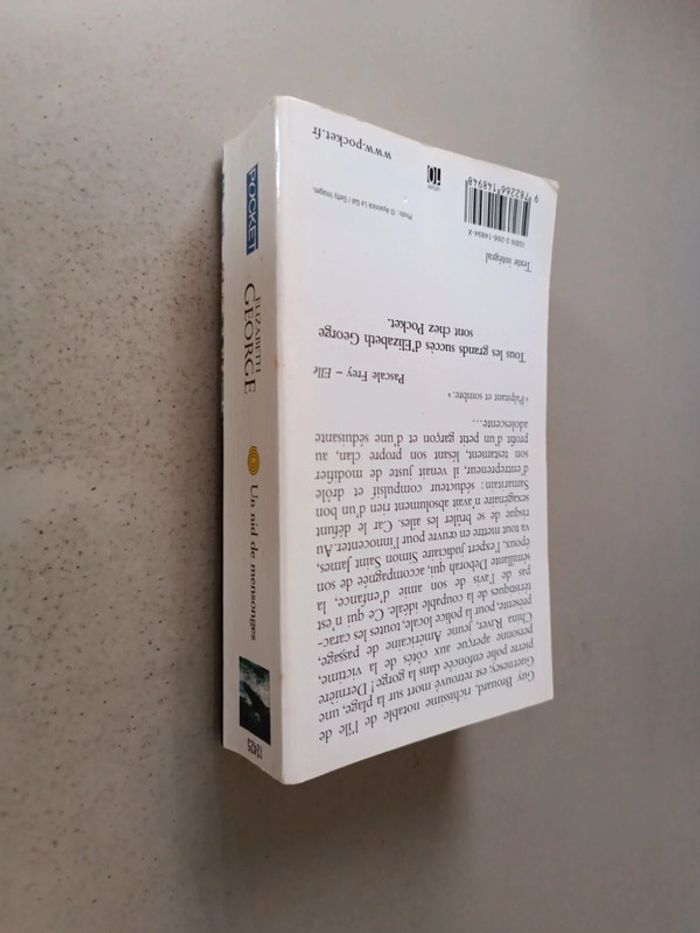 POCKET
ELIZABETH
GEORGE
Un nid de mensonges
12425
Guy Brouard, richissime notable de l'île de
Guernesey, est retrouvé mort sur la plage, une
pierre polie enfoncée dans la gorge ! Dernière
personne aperçue aux côtés de la victime,
China River, jeune Américaine de passage,
présente, pour la police locale, toutes les carac-
téristiques de la coupable idéale. Ce qui n'est
pas de l'avis de son amie d'enfance, la
sémillante Deborah qui, accompagnée de son
époux, l'expert judiciaire Simon Saint James,
va tout mettre en œuvre pour l'innocenter. Au
risque de se brûler les ailes. Car le défunt
sexagénaire n'avait absolument rien d'un bon
Samaritain : séducteur compulsif et drôle
d'entrepreneur, il venait juste de modifier
son testament, lésant son propre clan, au
profit d'un petit garçon et d'une séduisante
adolescente…
« Palpitant et sombre. »
Pascale Frey – Elle
Tous les grands succès d'Elizabeth George
sont chez Pocket.
Texte intégral
ISBN 2-266-14894-X
9 782266 148948
10
www.pocket.fr